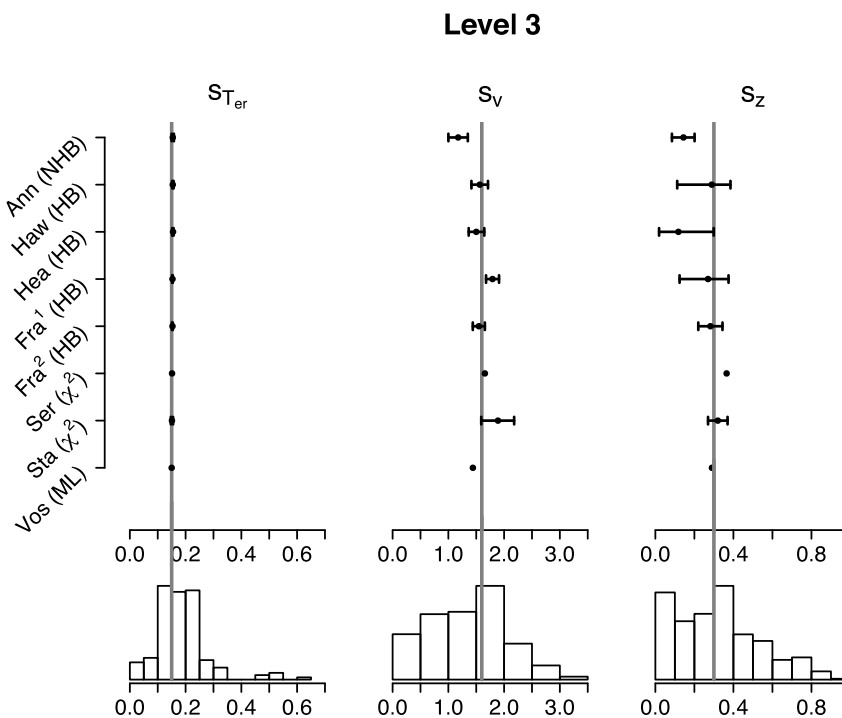 Level 3
s_Ter s_v s_z
Ann (NHB)
Haw (HB)
Hea (HB)
Fra¹ (HB)
Fra² (HB)
Ser (χ²)
Sta (χ²)
Vos (ML)
0.0 0.2 0.4 0.6 0.0 1.0 2.0 3.0 0.0 0.4 0.8
0.0 0.2 0.4 0.6 0.0 1.0 2.0 3.0 0.0 0.4 0.8